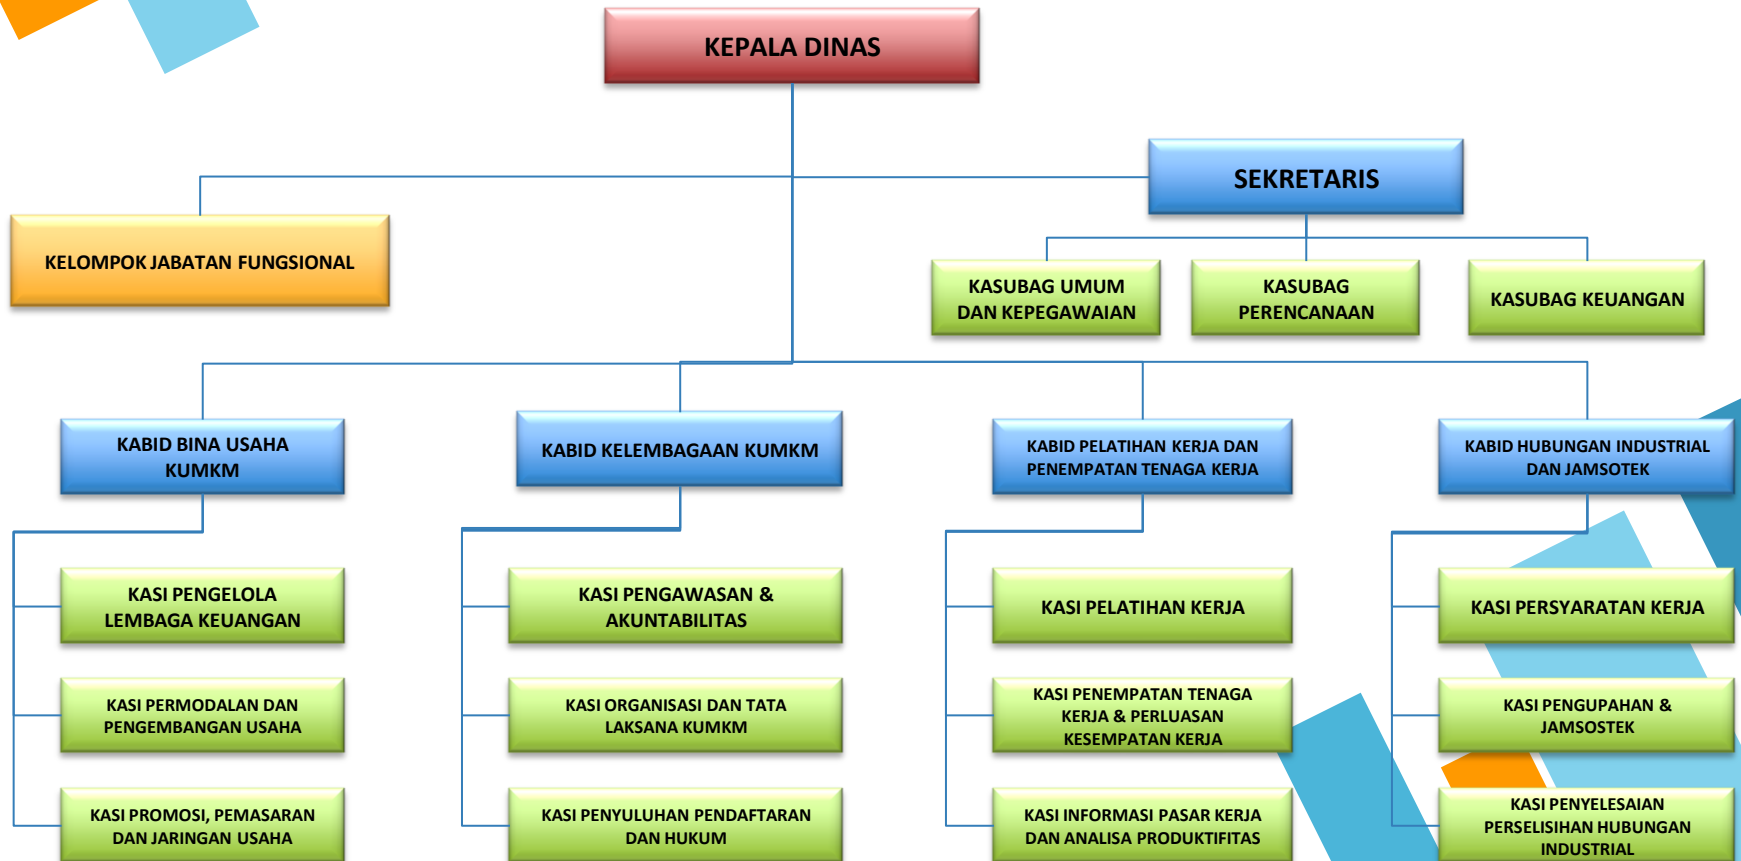 KEPALA DINAS
SEKRETARIS
KELOMPOK JABATAN FUNGSIONAL
KASUBAG UMUM
DAN KEPEGAWAIAN
KASUBAG
PERENCANAAN
KASUBAG KEUANGAN
KABID BINA USAHA
KUMKM
KABID KELEMBAGAAN KUMKM
KABID PELATIHAN KERJA DAN
PENEMPATAN TENAGA KERJA
KABID HUBUNGAN INDUSTRIAL
DAN JAMSOTEK
KASI PENGELOLA
LEMBAGA KEUANGAN
KASI PENGAWASAN &
AKUNTABILITAS
KASI PELATIHAN KERJA
KASI PERSYARATAN KERJA
KASI PERMODALAN DAN
PENGEMBANGAN USAHA
KASI ORGANISASI DAN TATA
LAKSANA KUMKM
KASI PENEMPATAN TENAGA
KERJA & PERLUASAN
KESEMPATAN KERJA
KASI PENGUPAHAN &
JAMSOSTEK
KASI PROMOSI, PEMASARAN
DAN JARINGAN USAHA
KASI PENYULUHAN PENDAFTARAN
DAN HUKUM
KASI INFORMASI PASAR KERJA
DAN ANALISA PRODUKTIFITAS
KASI PENYELESAIAN
PERSELISIHAN HUBUNGAN
INDUSTRIAL